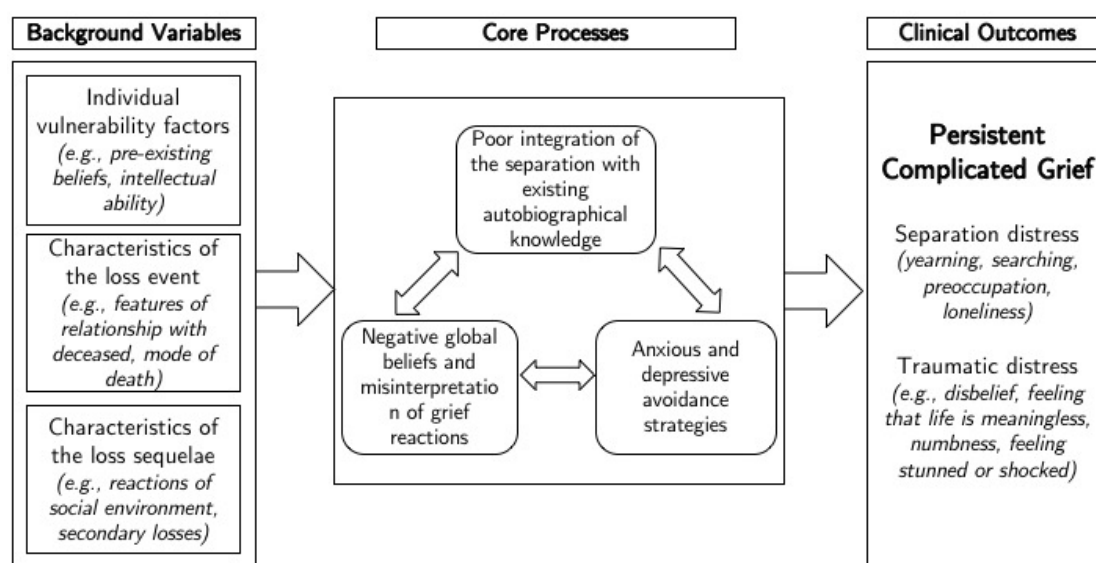 Background Variables
Individual
vulnerability factors
(e.g., pre-existing
beliefs, intellectual
ability)
Characteristics of
the loss event
(e.g., features of
relationship with
deceased, mode of
death)
Characteristics of
the loss sequelae
(e.g., reactions of
social environment,
secondary losses)
Core Processes
Poor integration of
the separation with
existing
autobiographical
knowledge
Negative global
beliefs and
misinterpretatio
n of grief
reactions
Anxious and
depressive
avoidance
strategies
Clinical Outcomes
Persistent
Complicated Grief
Separation distress
(yearning, searching,
preoccupation,
loneliness)
Traumatic distress
(e.g., disbelief, feeling
that life is meaningless,
numbness, feeling
stunned or shocked)